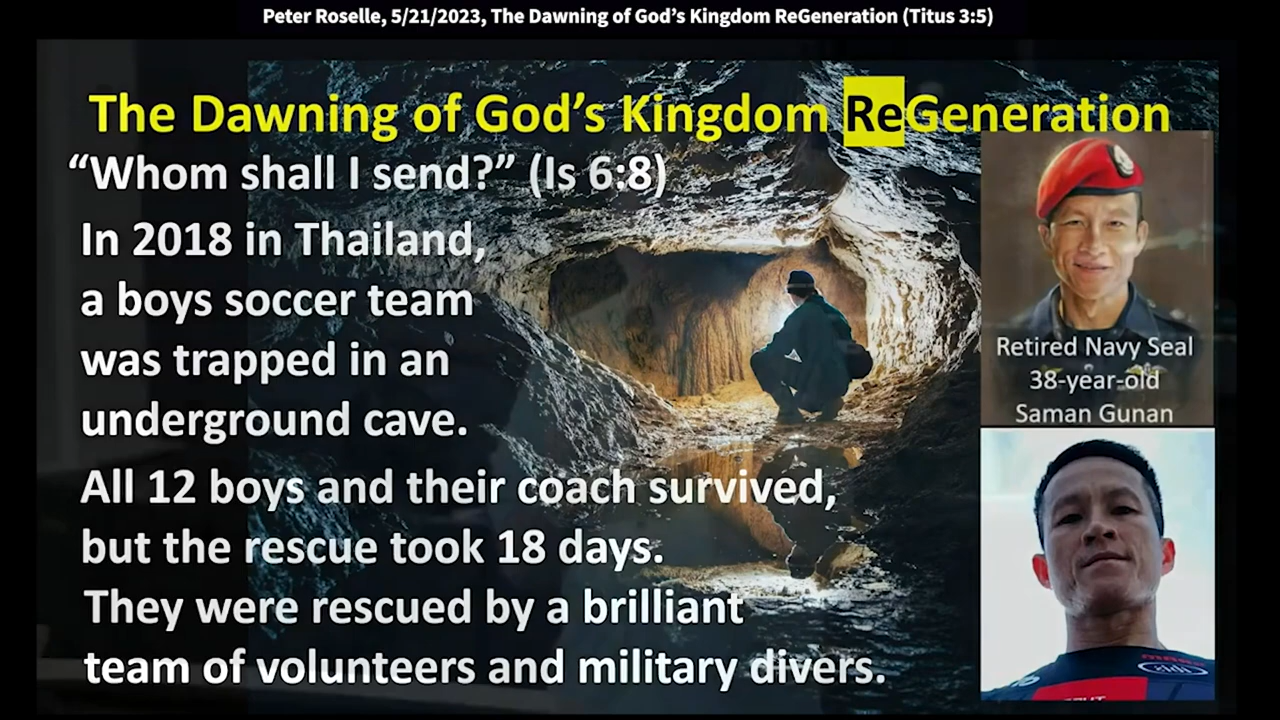 Peter Roselle, 5/21/2023, The Dawning of God’s Kingdom ReGeneration (Titus 3:5)
The Dawning of God’s Kingdom ReGeneration
“Whom shall I send?” (Is 6:8)
In 2018 in Thailand,
a boys soccer team
was trapped in an
underground cave.
All 12 boys and their coach survived,
but the rescue took 18 days.
They were rescued by a brilliant
team of volunteers and military divers.
Retired Navy Seal
38-year-old
Saman Gunan